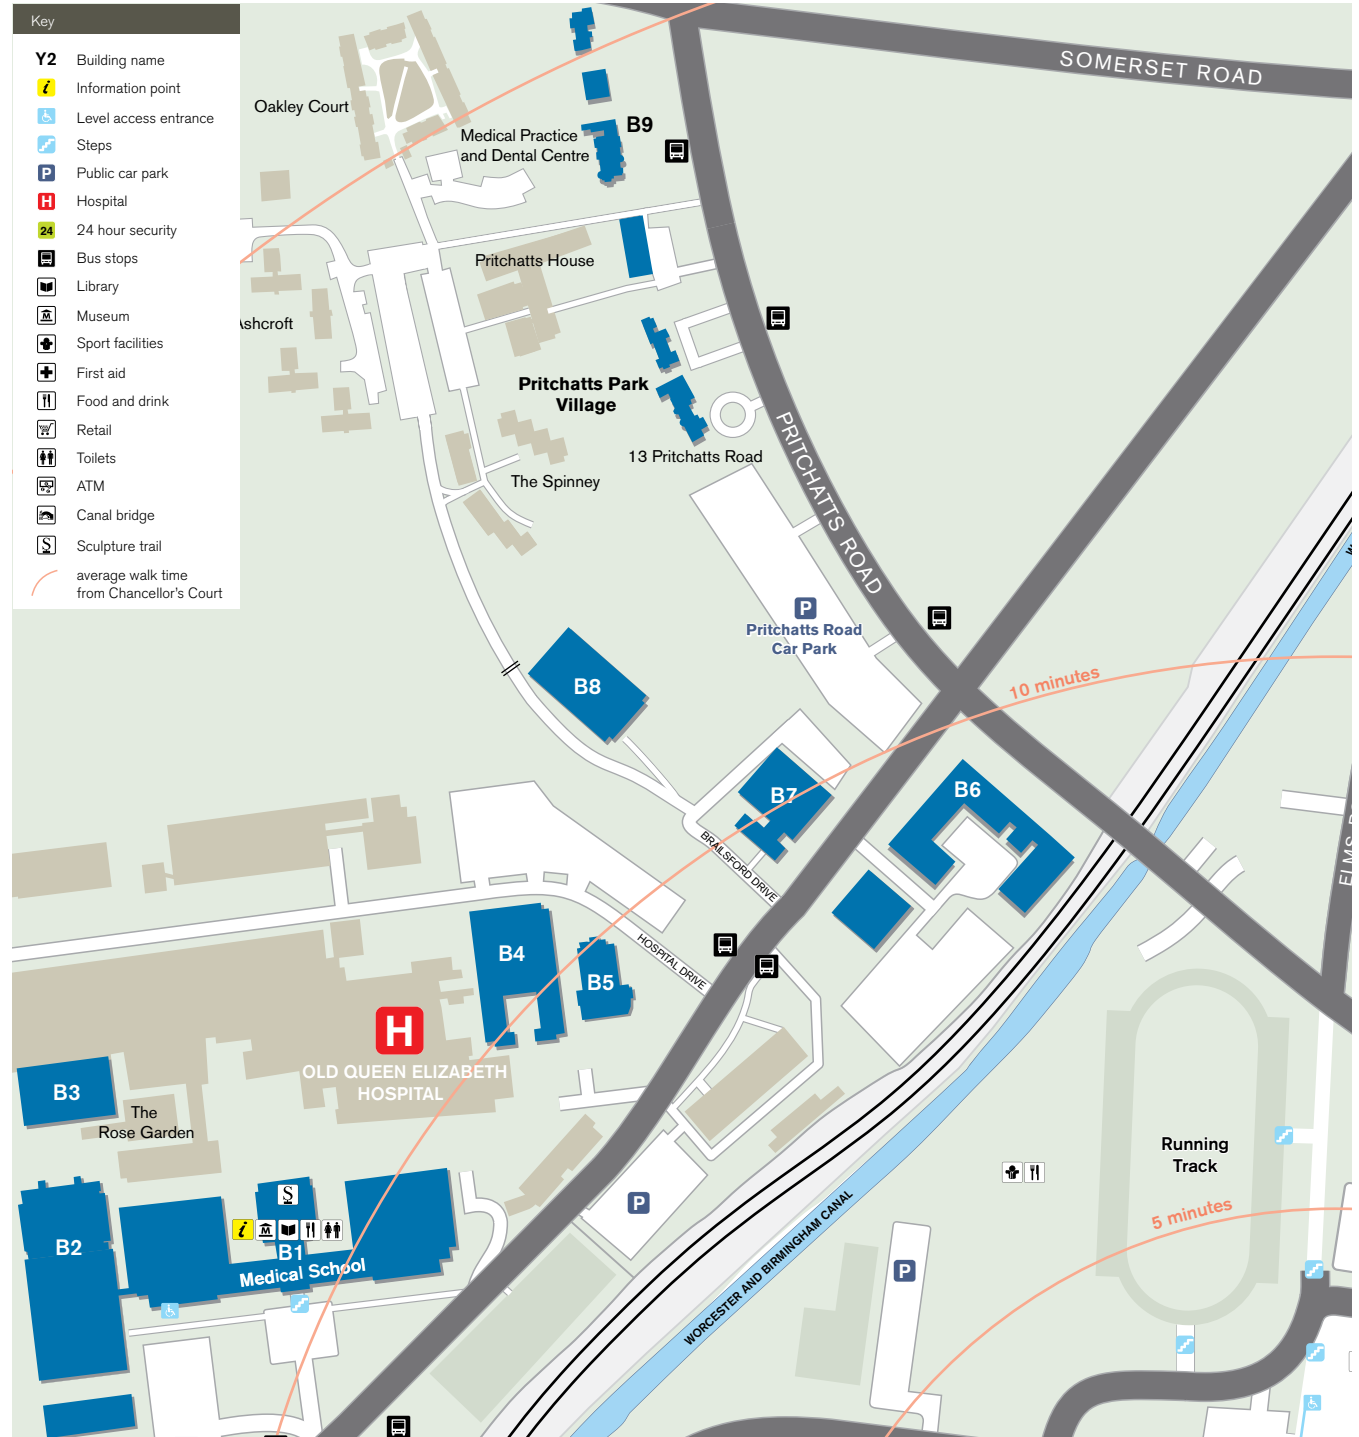 Key
Y2 Building name
i Information point
Level access entrance
Steps
P Public car park
H Hospital
24 24 hour security
Bus stops
Library
M Museum
Sport facilities
First aid
Food and drink
Retail
Toilets
ATM
Canal bridge
S Sculpture trail
average walk time
from Chancellor's Court
SOMERSET ROAD
Oakley Court
B9
Medical Practice
and Dental Centre
Pritchatts House
Ashcroft
Pritchatts Park
Village
13 Pritchatts Road
The Spinney
PRITCHATTS ROAD
P
Pritchatts Road
Car Park
B8
10 minutes
B7
B6
BRAILSFORD DRIVE
ELMS
B4
B5
HOSPITAL DRIVE
H
OLD QUEEN ELIZABETH
HOSPITAL
B3
The
Rose Garden
Running
Track
S
P
i M
B2
B1
Medical School
5 minutes
P
WORCESTER AND BIRMINGHAM CANAL